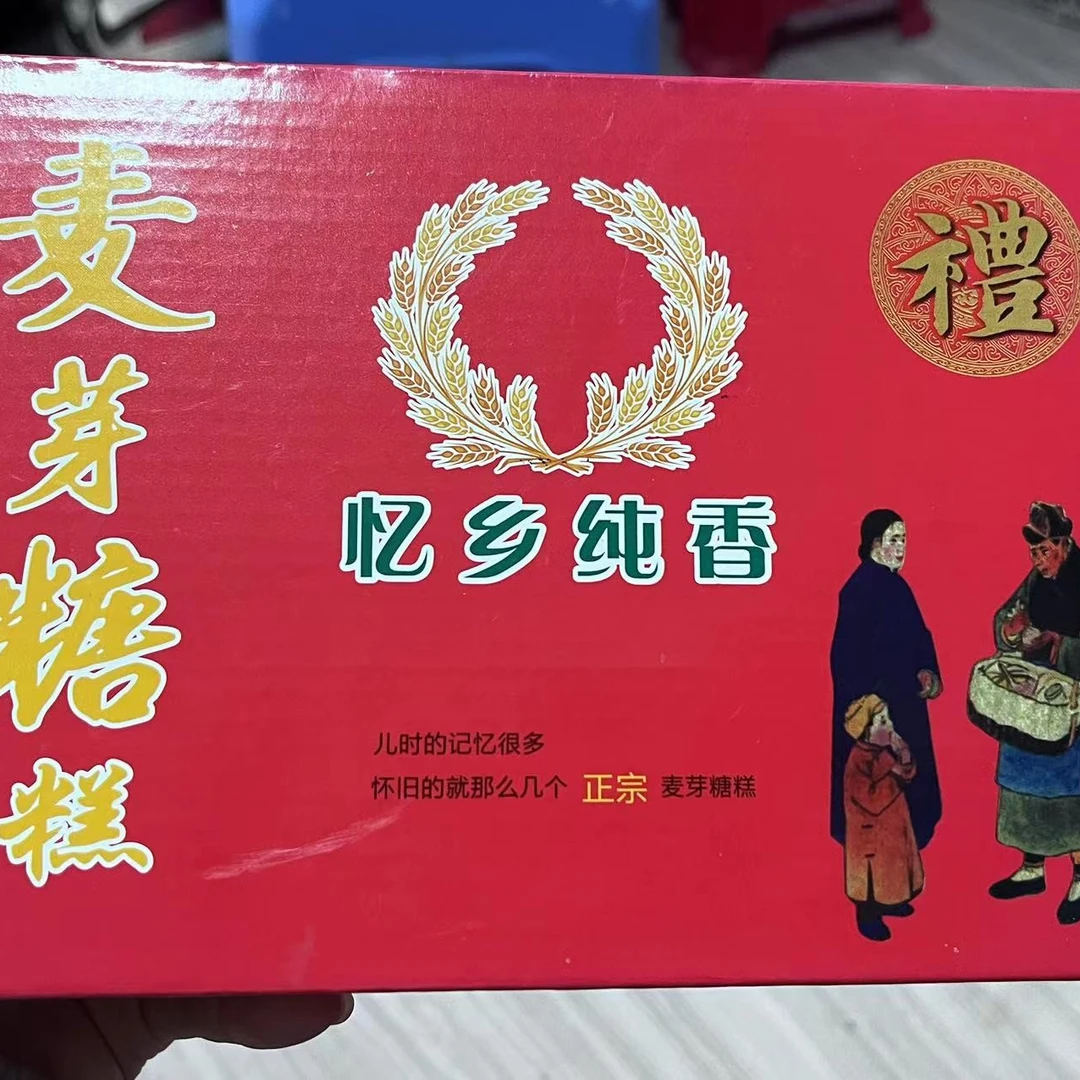 麦芽糖糕
禮
忆乡纯香
儿时的记忆很多
怀旧的就那么几个 正宗 麦芽糖糕